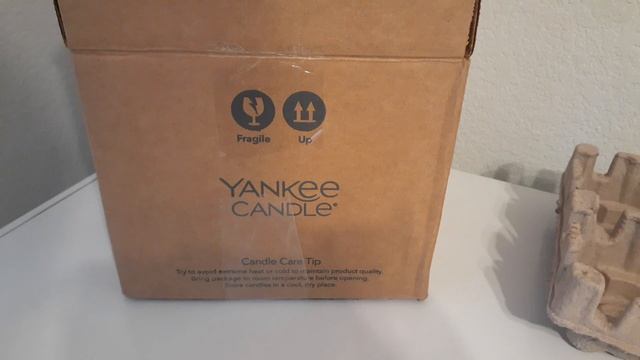 Fragile Up
YANKEE
CANDLE®
Candle Care Tip
Try to avoid extreme heat or cold to maintain product quality.
Bring package to room temperature before opening.
Store candles in a cool, dry place.